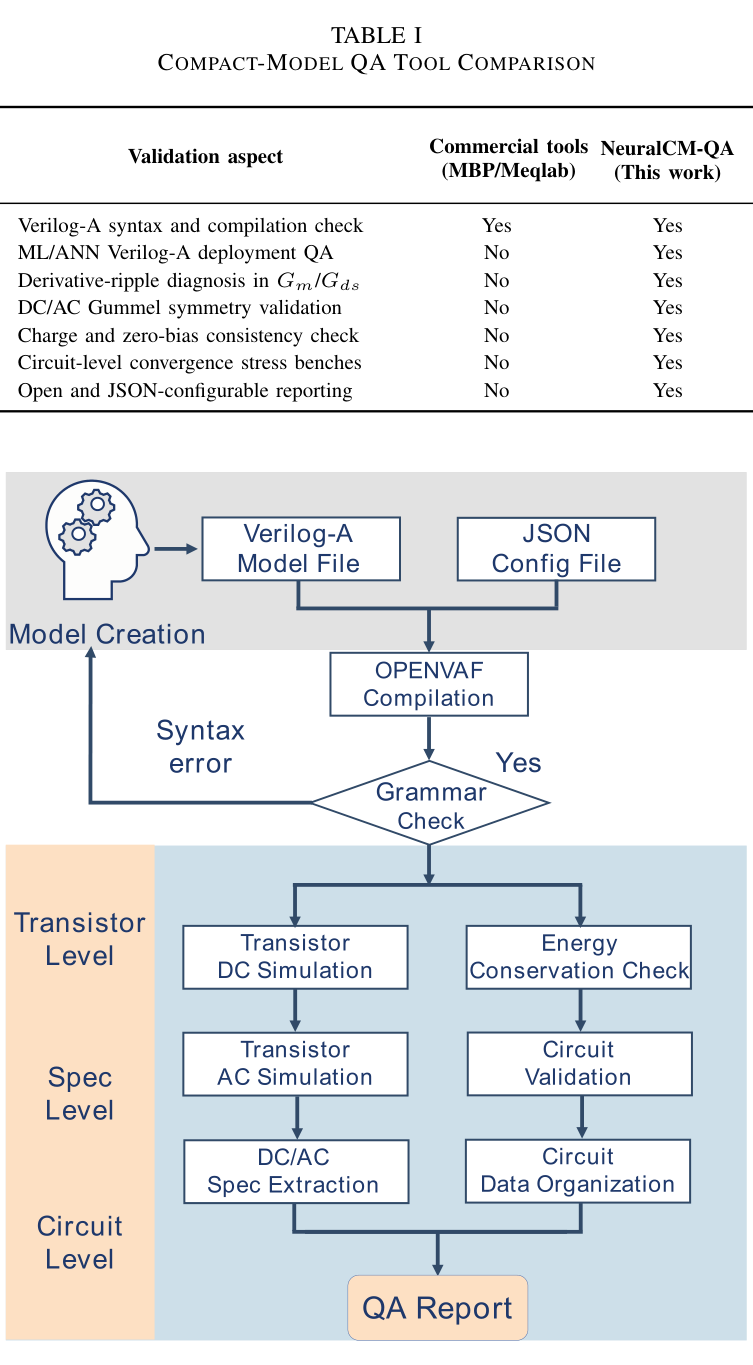 TABLE I
COMPACT-MODEL QA TOOL COMPARISON
Validation aspect
Commercial tools
(MBP/Meqlab)
NeuralCM-QA
(This work)
Verilog-A syntax and compilation check Yes Yes
ML/ANN Verilog-A deployment QA No Yes
Derivative-ripple diagnosis in Gm/Gds No Yes
DC/AC Gummel symmetry validation No Yes
Charge and zero-bias consistency check No Yes
Circuit-level convergence stress benches No Yes
Open and JSON-configurable reporting No Yes
Verilog-A
Model File
JSON
Config File
Model Creation
OPENVAF
Compilation
Syntax
error
Yes
Grammar
Check
Transistor
Level
Transistor
DC Simulation
Energy
Conservation Check
Spec
Level
Transistor
AC Simulation
Circuit
Validation
DC/AC
Spec Extraction
Circuit
Data Organization
Circuit
Level
QA Report